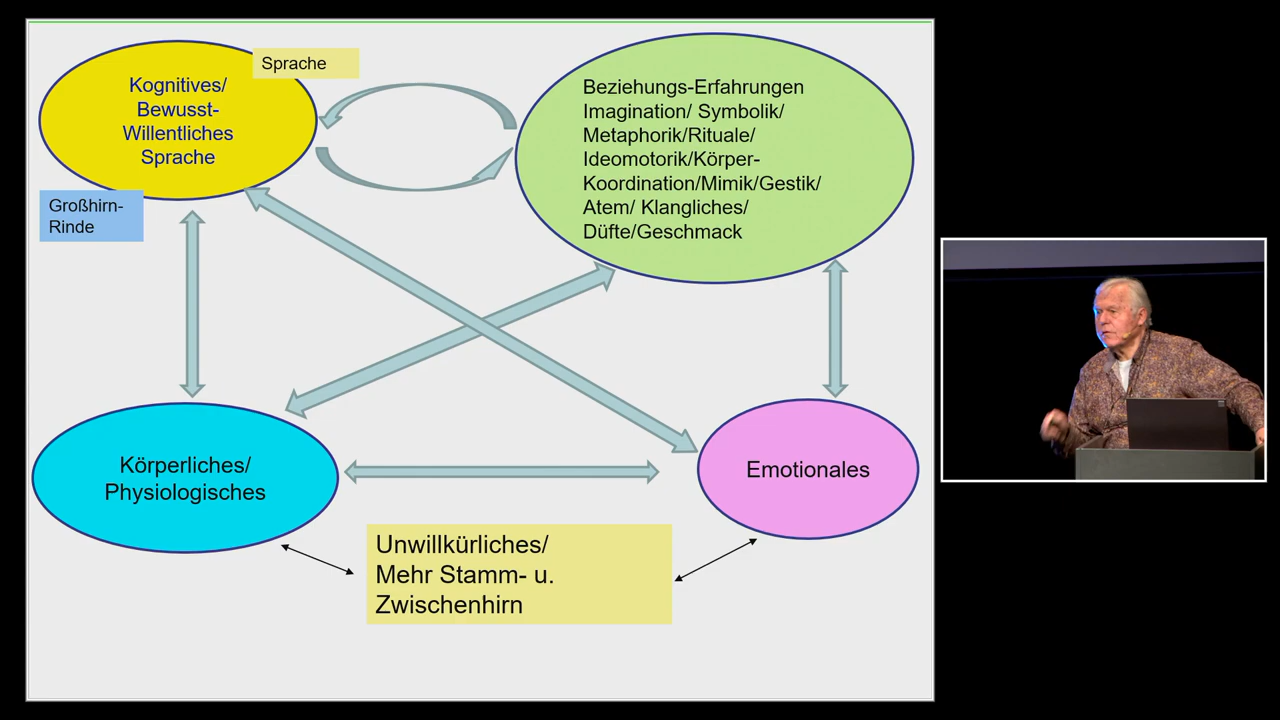 Sprache
Kognitives/
Bewusst-
Willentliches
Sprache
Großhirn-
Rinde
Beziehungs-Erfahrungen
Imagination/ Symbolik/
Metaphorik/Rituale/
Ideomotorik/Körper-
Koordination/Mimik/Gestik/
Atem/ Klangliches/
Düfte/Geschmack
Körperliches/
Physiologisches
Emotionales
Unwillkürliches/
Mehr Stamm- u.
Zwischenhirn